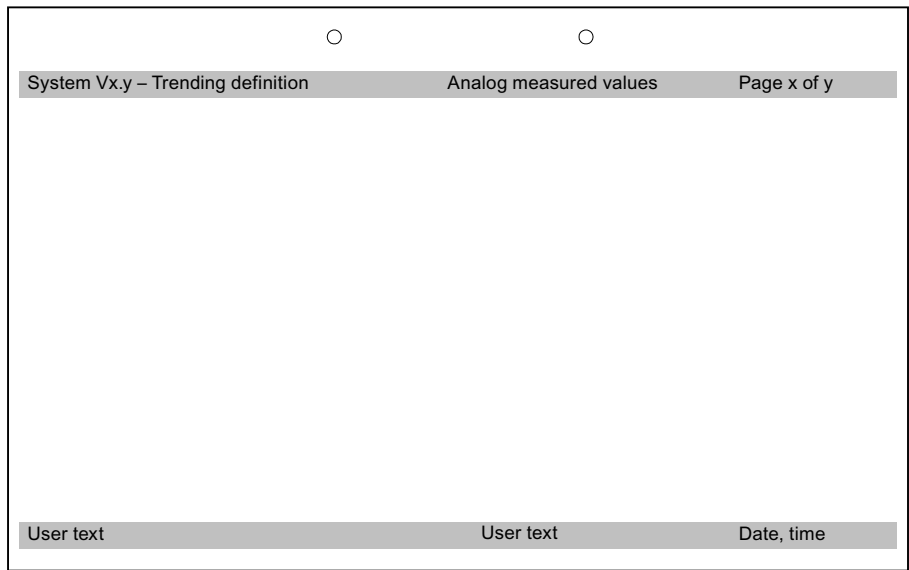 System Vx.y – Trending definition Analog measured values Page x of y
User text User text Date, time